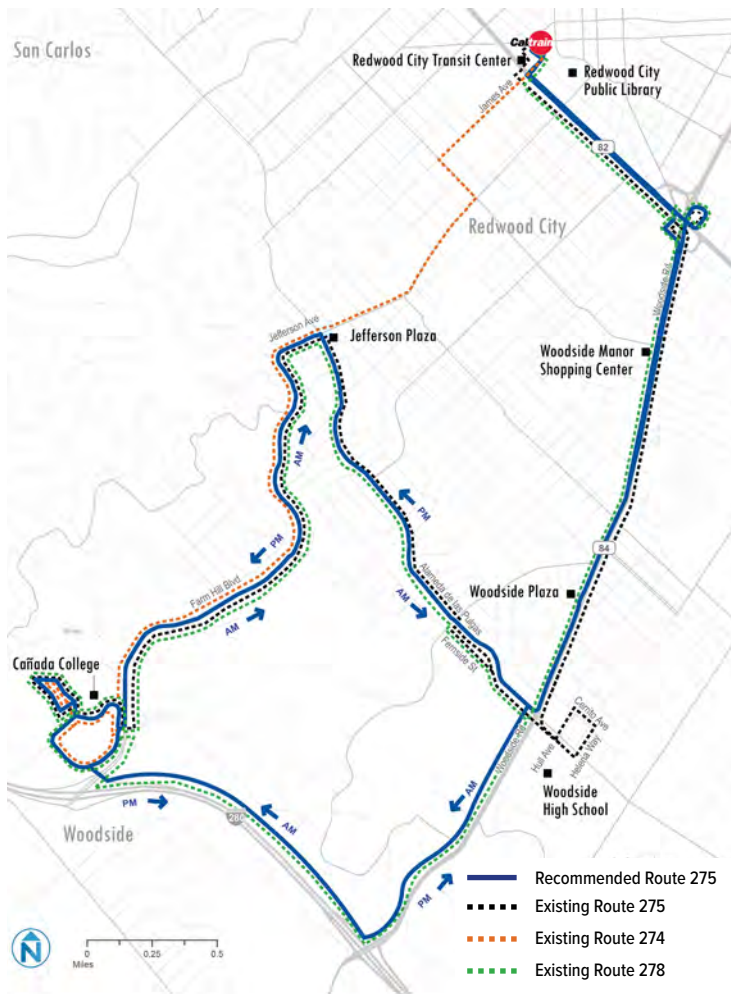 San Carlos
Caltrain
Redwood City Transit Center
Redwood City
Public Library
James Ave
82
Redwood City
Woodside Rd
Jefferson Ave
Jefferson Plaza
Woodside Manor
Shopping Center
AM
PM
PM
84
Farm Hill Blvd
AM
Alameda de las Pulgas
AM
Woodside Plaza
Fernside St
Cañada College
Cerrito Ave
Woodside Rd
Hull Ave
Helena Way
Woodside
High School
AM
PM
280
AM
Woodside
PM
Recommended Route 275
Existing Route 275
Existing Route 274
Existing Route 278
N
0 0.25 0.5
Miles